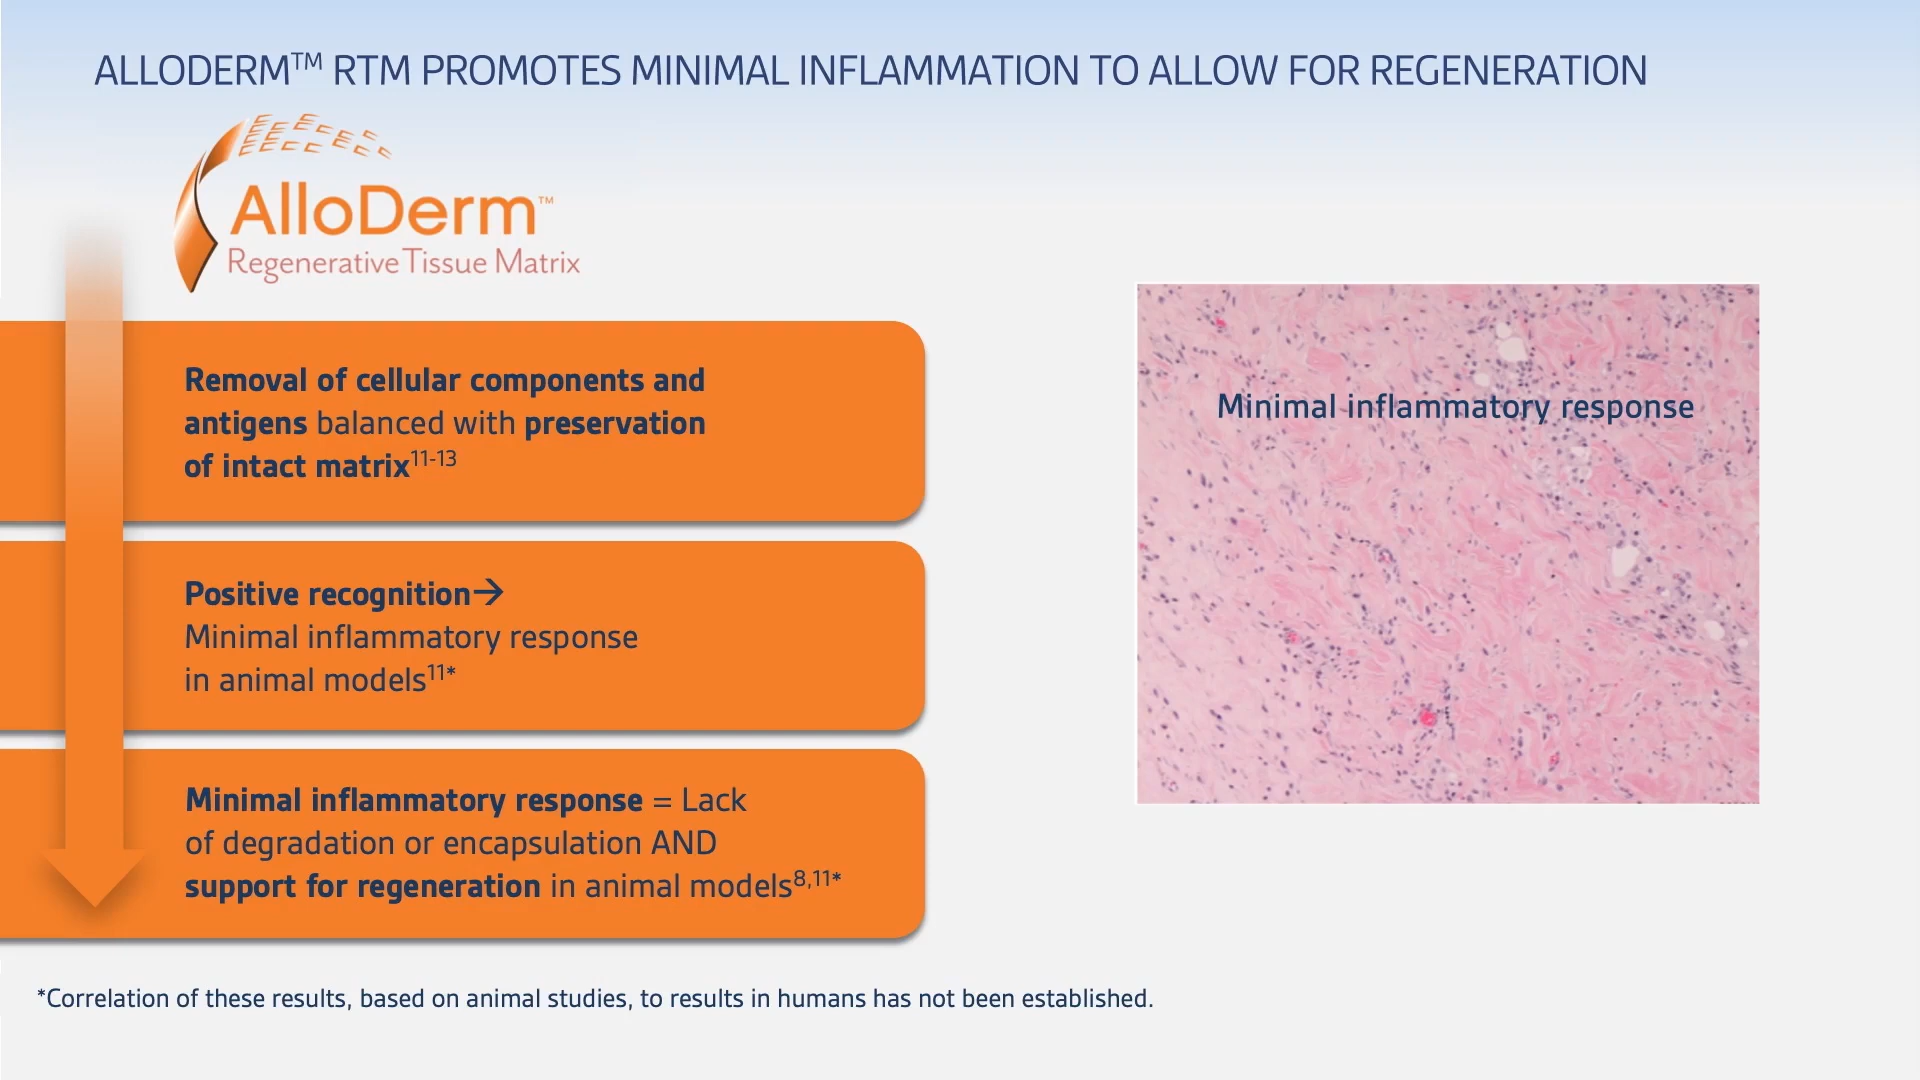 ALLODERM™ RTM PROMOTES MINIMAL INFLAMMATION TO ALLOW FOR REGENERATION
AlloDerm™
Regenerative Tissue Matrix
Removal of cellular components and
antigens balanced with preservation
of intact matrix11-13
Positive recognition→
Minimal inflammatory response
in animal models11*
Minimal inflammatory response = Lack
of degradation or encapsulation AND
support for regeneration in animal models8,11*
Minimal inflammatory response
*Correlation of these results, based on animal studies, to results in humans has not been established.